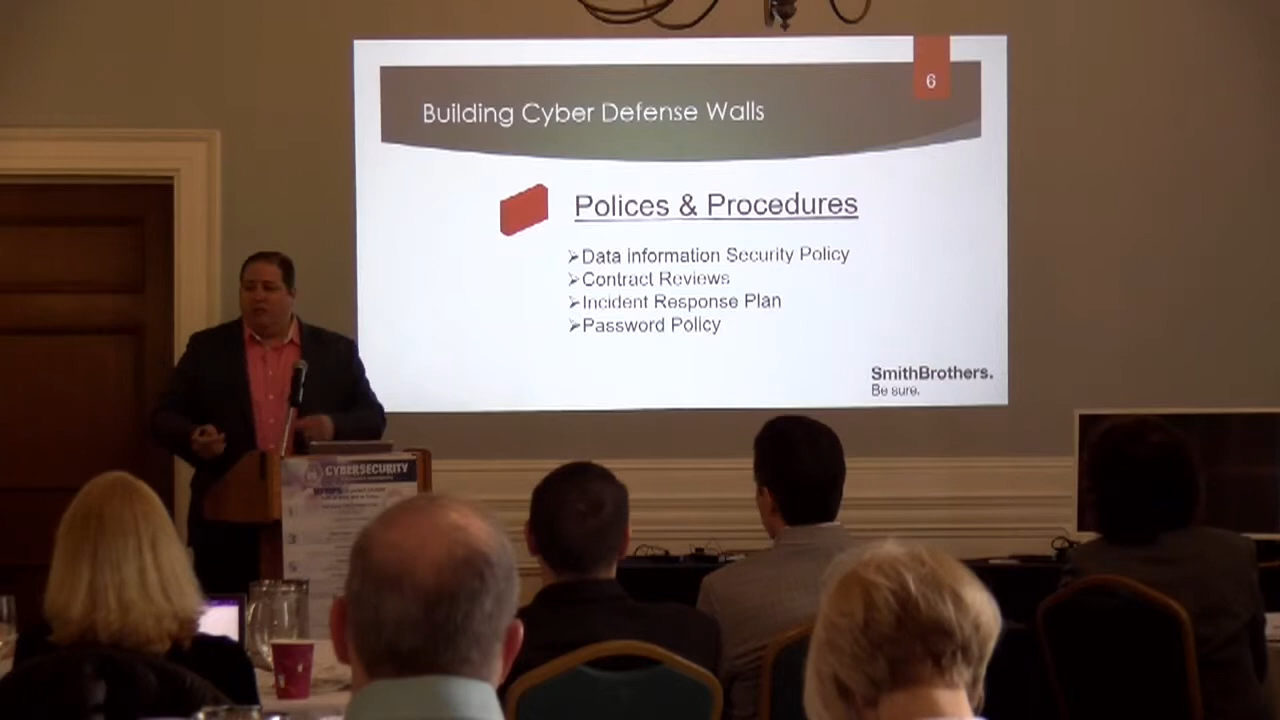 6
Building Cyber Defense Walls
Polices & Procedures
➢Data Information Security Policy
➢Contract Reviews
➢Incident Response Plan
➢Password Policy
SmithBrothers.
Be sure.
CYBERSECURITY